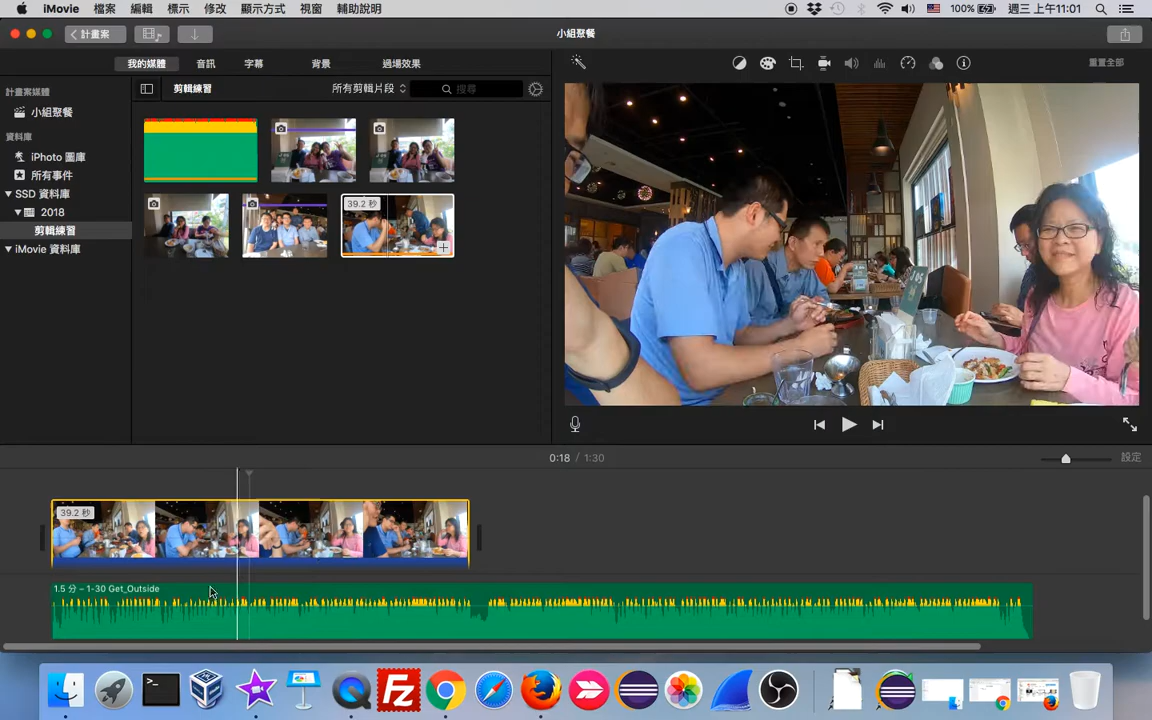 iMovie 檔案 編輯 標示 修改 顯示方式 視窗 輔助說明 100% 週三 上午11:01
計畫案 小組聚餐
我的媒體 音訊 字幕 背景 過場效果 重置全部
計畫案媒體
剪輯練習 所有剪輯片段 搜尋
小組聚餐
資料庫
iPhoto 圖庫
所有事件
SSD 資料庫
2018
剪輯練習
iMovie 資料庫
39.2 秒
0:18 / 1:30 設定
39.2 秒
1.5 分 – 1-30 Get_Outside